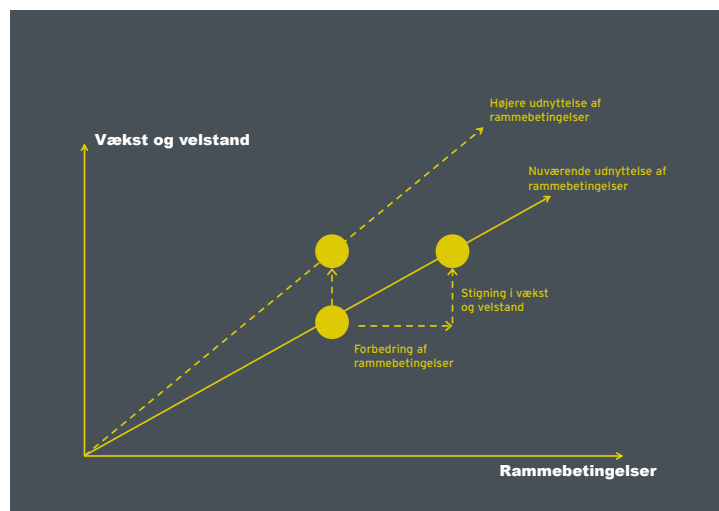 Højere udnyttelse af
rammebetingelser
Vækst og velstand
Nuværende udnyttelse af
rammebetingelser
Stigning i vækst
og velstand
Forbedring af
rammebetingelser
Rammebetingelser